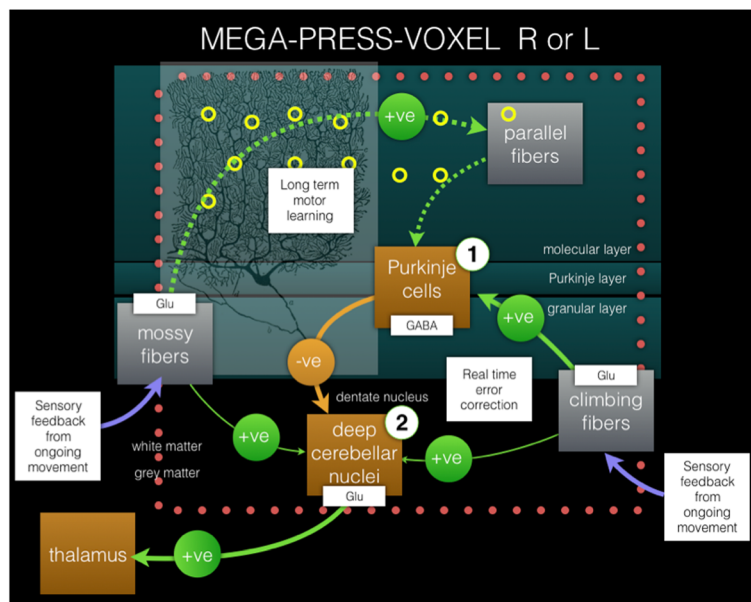 MEGA-PRESS-VOXEL R or L
+ve
parallel
fibers
Long term
motor
learning
molecular layer
1
Purkinje
cells
GABA
Purkinje layer
granular layer
Glu
mossy
fibers
+ve
-ve
Real time
error
correction
Glu
climbing
fibers
Sensory
feedback
from
ongoing
movement
dentate nucleus
2
deep
cerebellar
nuclei
Glu
white matter
grey matter
+ve
+ve
Sensory
feedback
from
ongoing
movement
thalamus
+ve